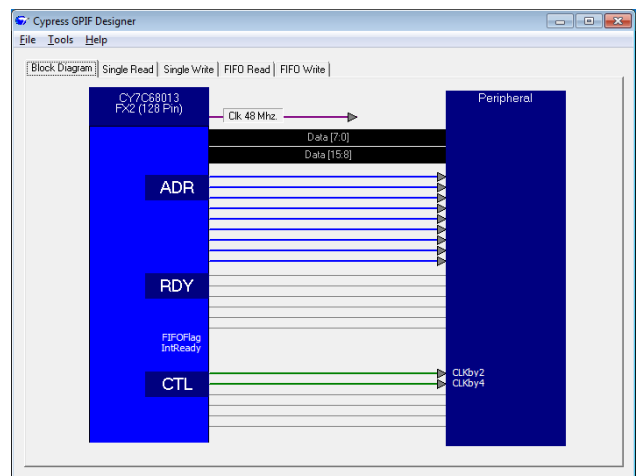 Cypress GPIF Designer
File Tools Help
Block Diagram Single Read Single Write FIFO Read FIFO Write
CY7C68013
FX2 (128 Pin)
Peripheral
Clk 48 Mhz.
Data [7:0]
Data [15:8]
ADR
RDY
FIFOFlag
IntReady
CTL
CLKby2
CLKby4